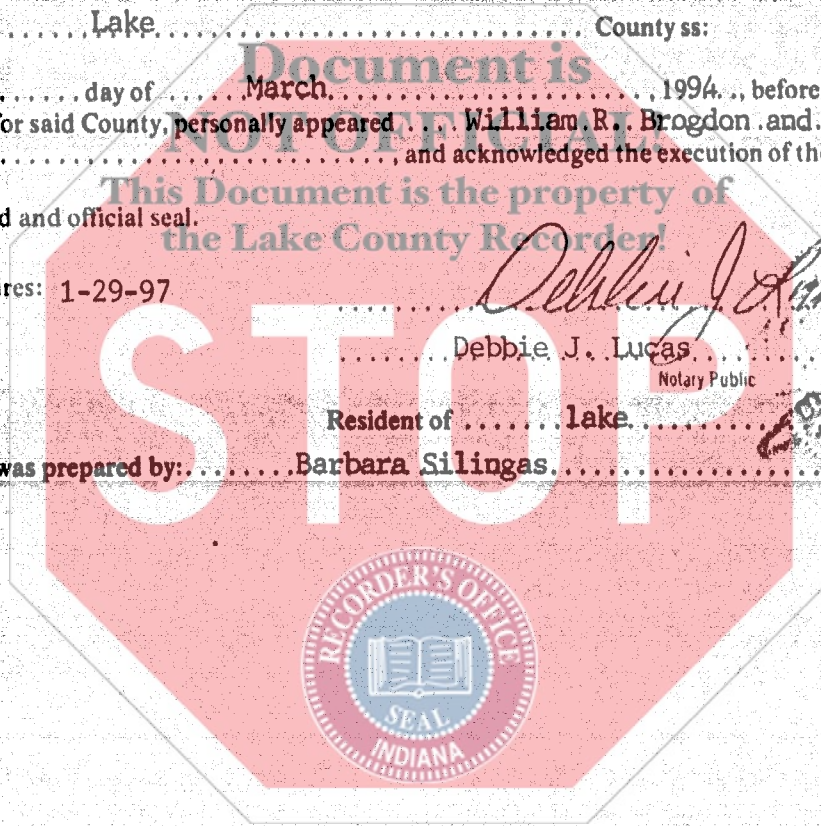 Lake County ss:
Document is
day of March 1994, before
NOT OFFICIAL!
or said County, personally appeared William R. Brogdon and
and acknowledged the execution of the
This Document is the property of
d and official seal.
the Lake County Recorder!
res: 1-29-97
Debbie J. Lucas
Notary Public
Resident of lake
was prepared by: Barbara Silingas
STOP
RECORDER'S OFFICE
SEAL
INDIANA